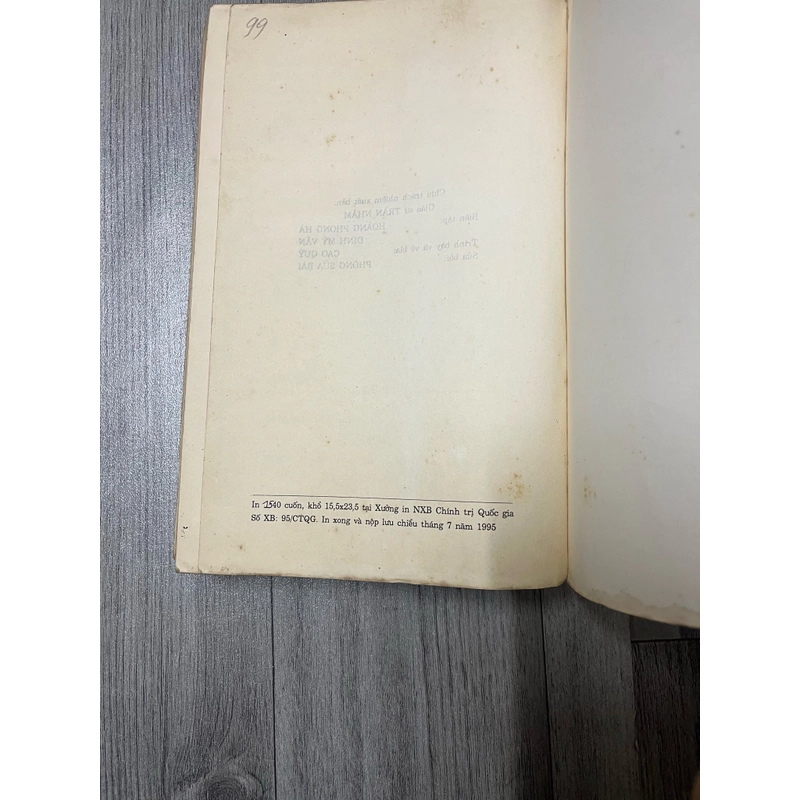 99
Chịu trách nhiệm xuất bản:
Giáo sư TRẦN NHÂM
Biên tập:
HOÀNG PHONG HÀ
ĐINH MỸ VÂN
Trình bày và vẽ bìa:
CAO QUÝ
Sửa bài:
PHÒNG SỬA BÀI
In 1540 cuốn, khổ 15,5x23,5 tại Xưởng in NXB Chính trị Quốc gia
Số XB: 95/CTQG. In xong và nộp lưu chiểu tháng 7 năm 1995